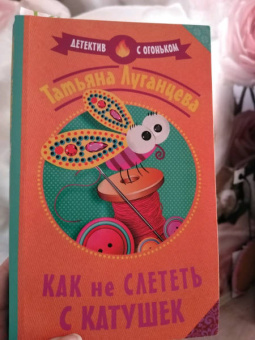 ДЕТЕКТИВ С ОГОНЬКОМ
Татьяна Луганцева
КАК не СЛЕТЕТЬ
С КАТУШЕК